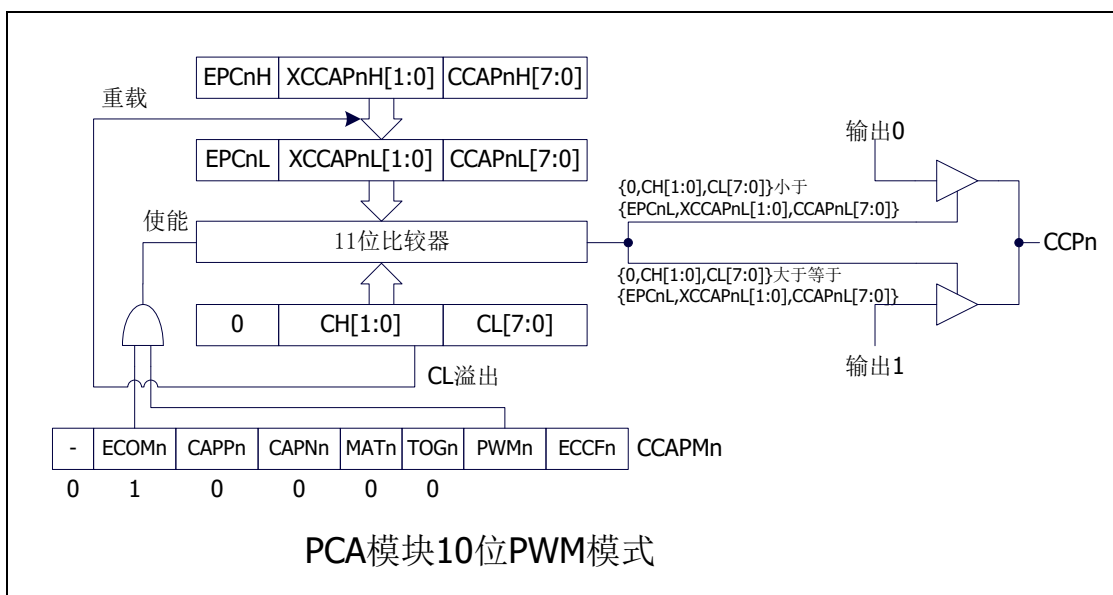 EPCnH XCCAPnH[1:0] CCAPnH[7:0]
重载
EPCnL XCCAPnL[1:0] CCAPnL[7:0]
输出0
{0,CH[1:0],CL[7:0]}小于
{EPCnL,XCCAPnL[1:0],CCAPnL[7:0]}
使能
11位比较器
CCPn
{0,CH[1:0],CL[7:0]}大于等于
{EPCnL,XCCAPnL[1:0],CCAPnL[7:0]}
0 CH[1:0] CL[7:0]
输出1
CL溢出
- ECOMn CAPPn CAPNn MATn TOGn PWMn ECCFn CCAPMn
0 1 0 0 0 0
PCA模块10位PWM模式